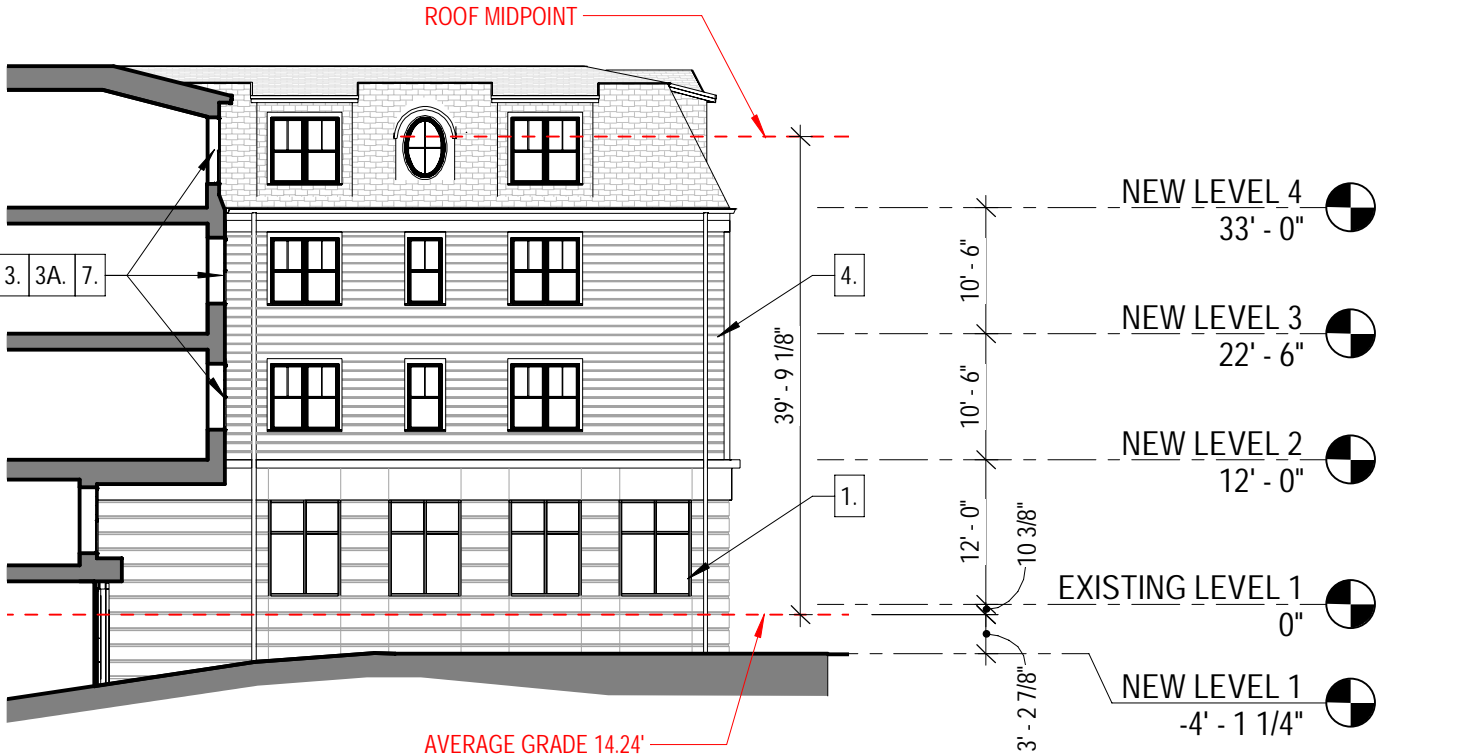 ROOF MIDPOINT
NEW LEVEL 4
33' - 0"
10' - 6"
3. 3A. 7.
4.
NEW LEVEL 3
22' - 6"
39' - 9 1/8"
10' - 6"
NEW LEVEL 2
12' - 0"
1.
12' - 0"
10 3/8"
EXISTING LEVEL 1
0"
3' - 2 7/8"
NEW LEVEL 1
-4' - 1 1/4"
AVERAGE GRADE 14.24'